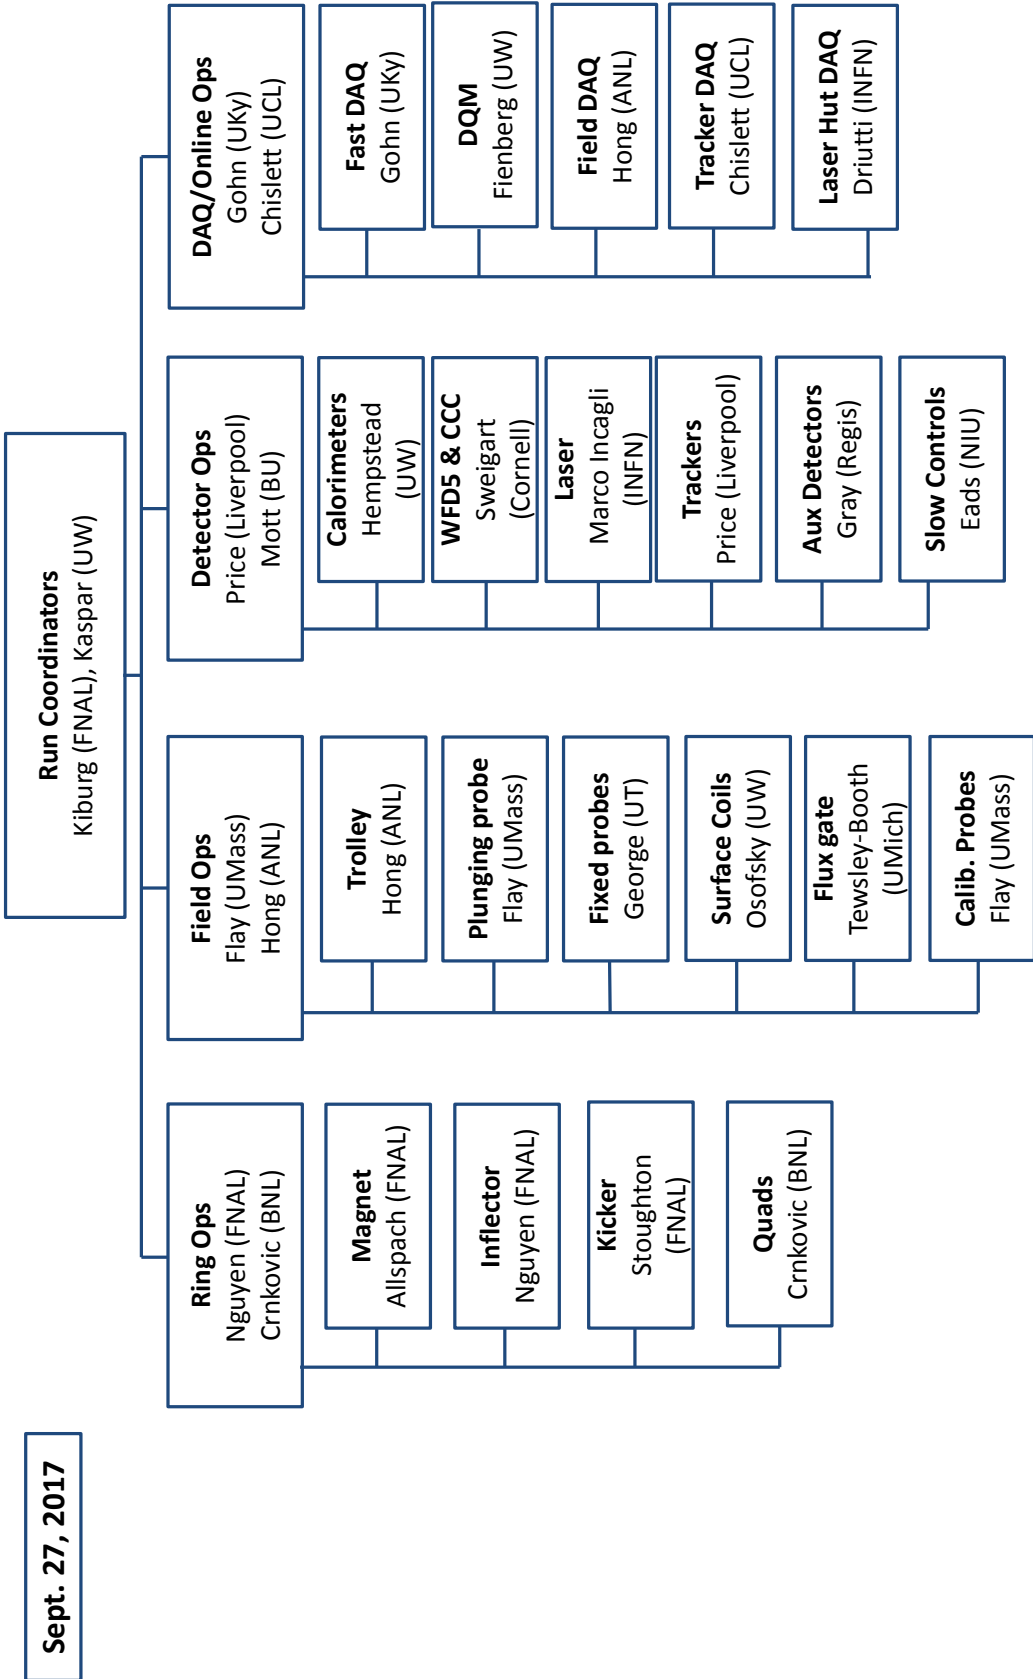 Sept. 27, 2017
Run Coordinators
Kiburg (FNAL), Kaspar (UW)
Ring Ops
Nguyen (FNAL)
Crnkovic (BNL)
Magnet
Allspach (FNAL)
Inflector
Nguyen (FNAL)
Kicker
Stoughton
(FNAL)
Quads
Crnkovic (BNL)
Field Ops
Flay (UMass)
Hong (ANL)
Trolley
Hong (ANL)
Plunging probe
Flay (UMass)
Fixed probes
George (UT)
Surface Coils
Osofsky (UW)
Flux gate
Tewsley-Booth
(UMich)
Calib. Probes
Flay (UMass)
Detector Ops
Price (Liverpool)
Mott (BU)
Calorimeters
Hempstead
(UW)
WFD5 & CCC
Sweigart
(Cornell)
Laser
Marco Incagli
(INFN)
Trackers
Price (Liverpool)
Aux Detectors
Gray (Regis)
Slow Controls
Eads (NIU)
DAQ/Online Ops
Gohn (UKy)
Chislett (UCL)
Fast DAQ
Gohn (UKy)
DQM
Fienberg (UW)
Field DAQ
Hong (ANL)
Tracker DAQ
Chislett (UCL)
Laser Hut DAQ
Driutti (INFN)